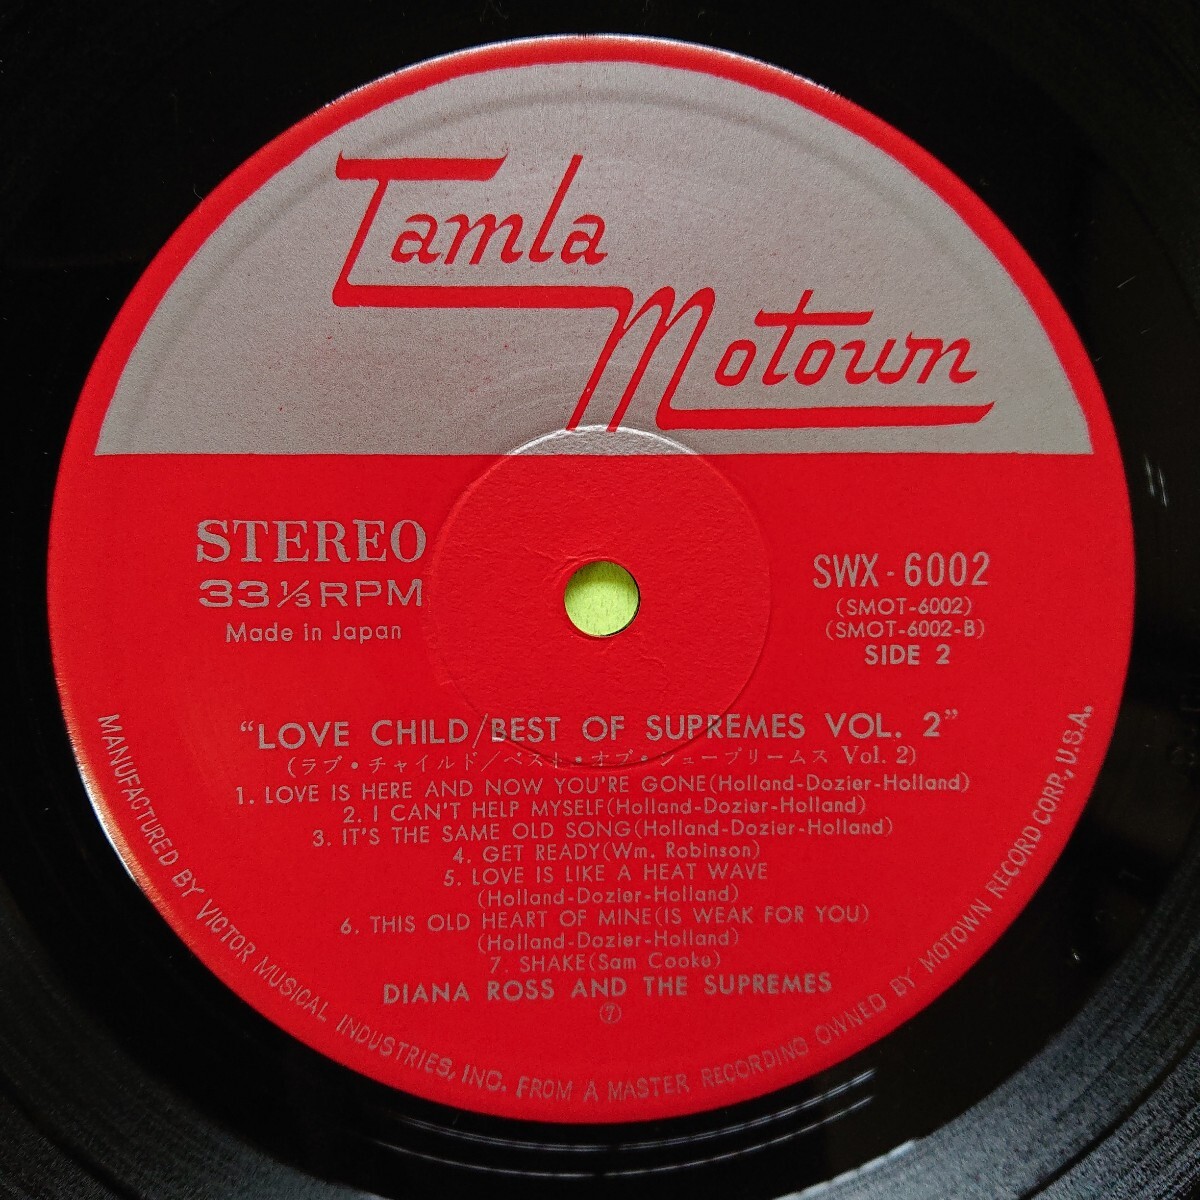 Tamla
Motown
STEREO
33⅓RPM
Made in Japan
SWX-6002
(SMOT-6002)
(SMOT-6002-B)
SIDE 2
"LOVE CHILD/BEST OF SUPREMES VOL. 2"
(ラブ・チャイルド/ベスト・オブ・シュープリームス Vol. 2)
1. LOVE IS HERE AND NOW YOU'RE GONE(Holland-Dozier-Holland)
2. I CAN'T HELP MYSELF(Holland-Dozier-Holland)
3. IT'S THE SAME OLD SONG(Holland-Dozier-Holland)
4. GET READY(Wm. Robinson)
5. LOVE IS LIKE A HEAT WAVE
(Holland-Dozier-Holland)
6. THIS OLD HEART OF MINE(IS WEAK FOR YOU)
(Holland-Dozier-Holland)
7. SHAKE(Sam Cooke)
DIANA ROSS AND THE SUPREMES
⑦
MANUFACTURED BY VICTOR MUSICAL INDUSTRIES, INC. FROM A MASTER RECORDING OWNED BY MOTOWN RECORD CORP., U.S.A.